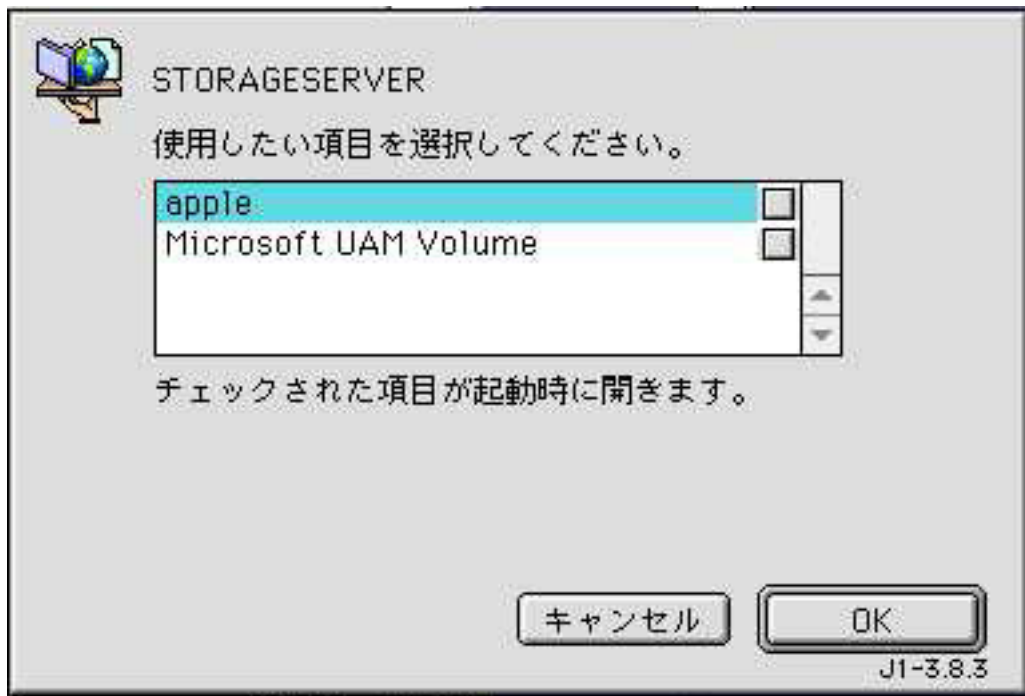 STORAGESERVER
使用したい項目を選択してください。
apple
Microsoft UAM Volume
チェックされた項目が起動時に開きます。
キャンセル
OK
J1-3.8.3